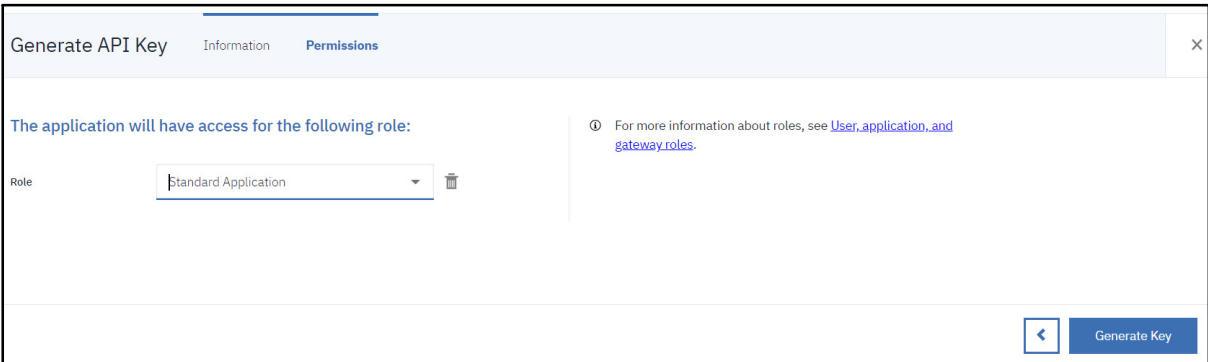 Generate API Key Information Permissions
The application will have access for the following role:
Role Standard Application
For more information about roles, see User, application, and
gateway roles.
Generate Key